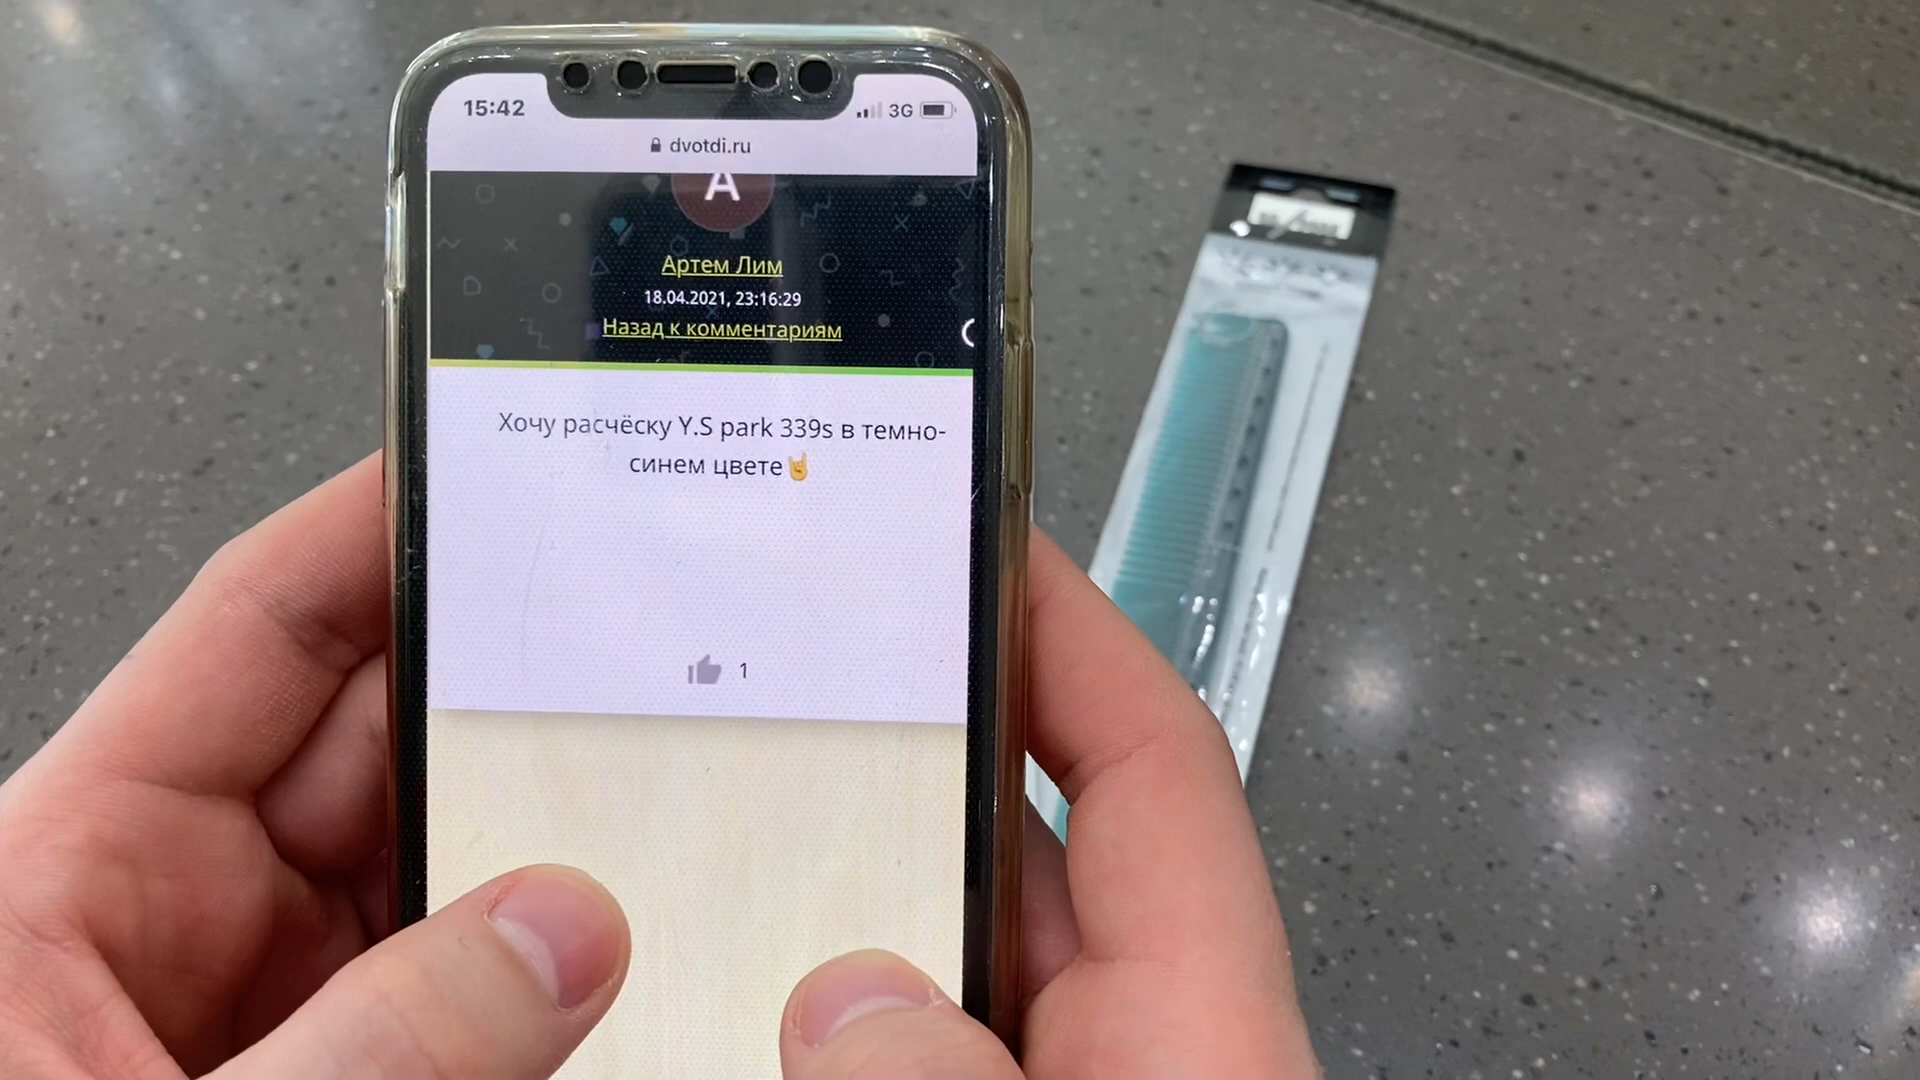 15:42
3G
dvotdi.ru
A
Артем Лим
18.04.2021, 23:16:29
Назад к комментариям
Хочу расчёску Y.S park 339s в темно-
синем цвете🤘
1